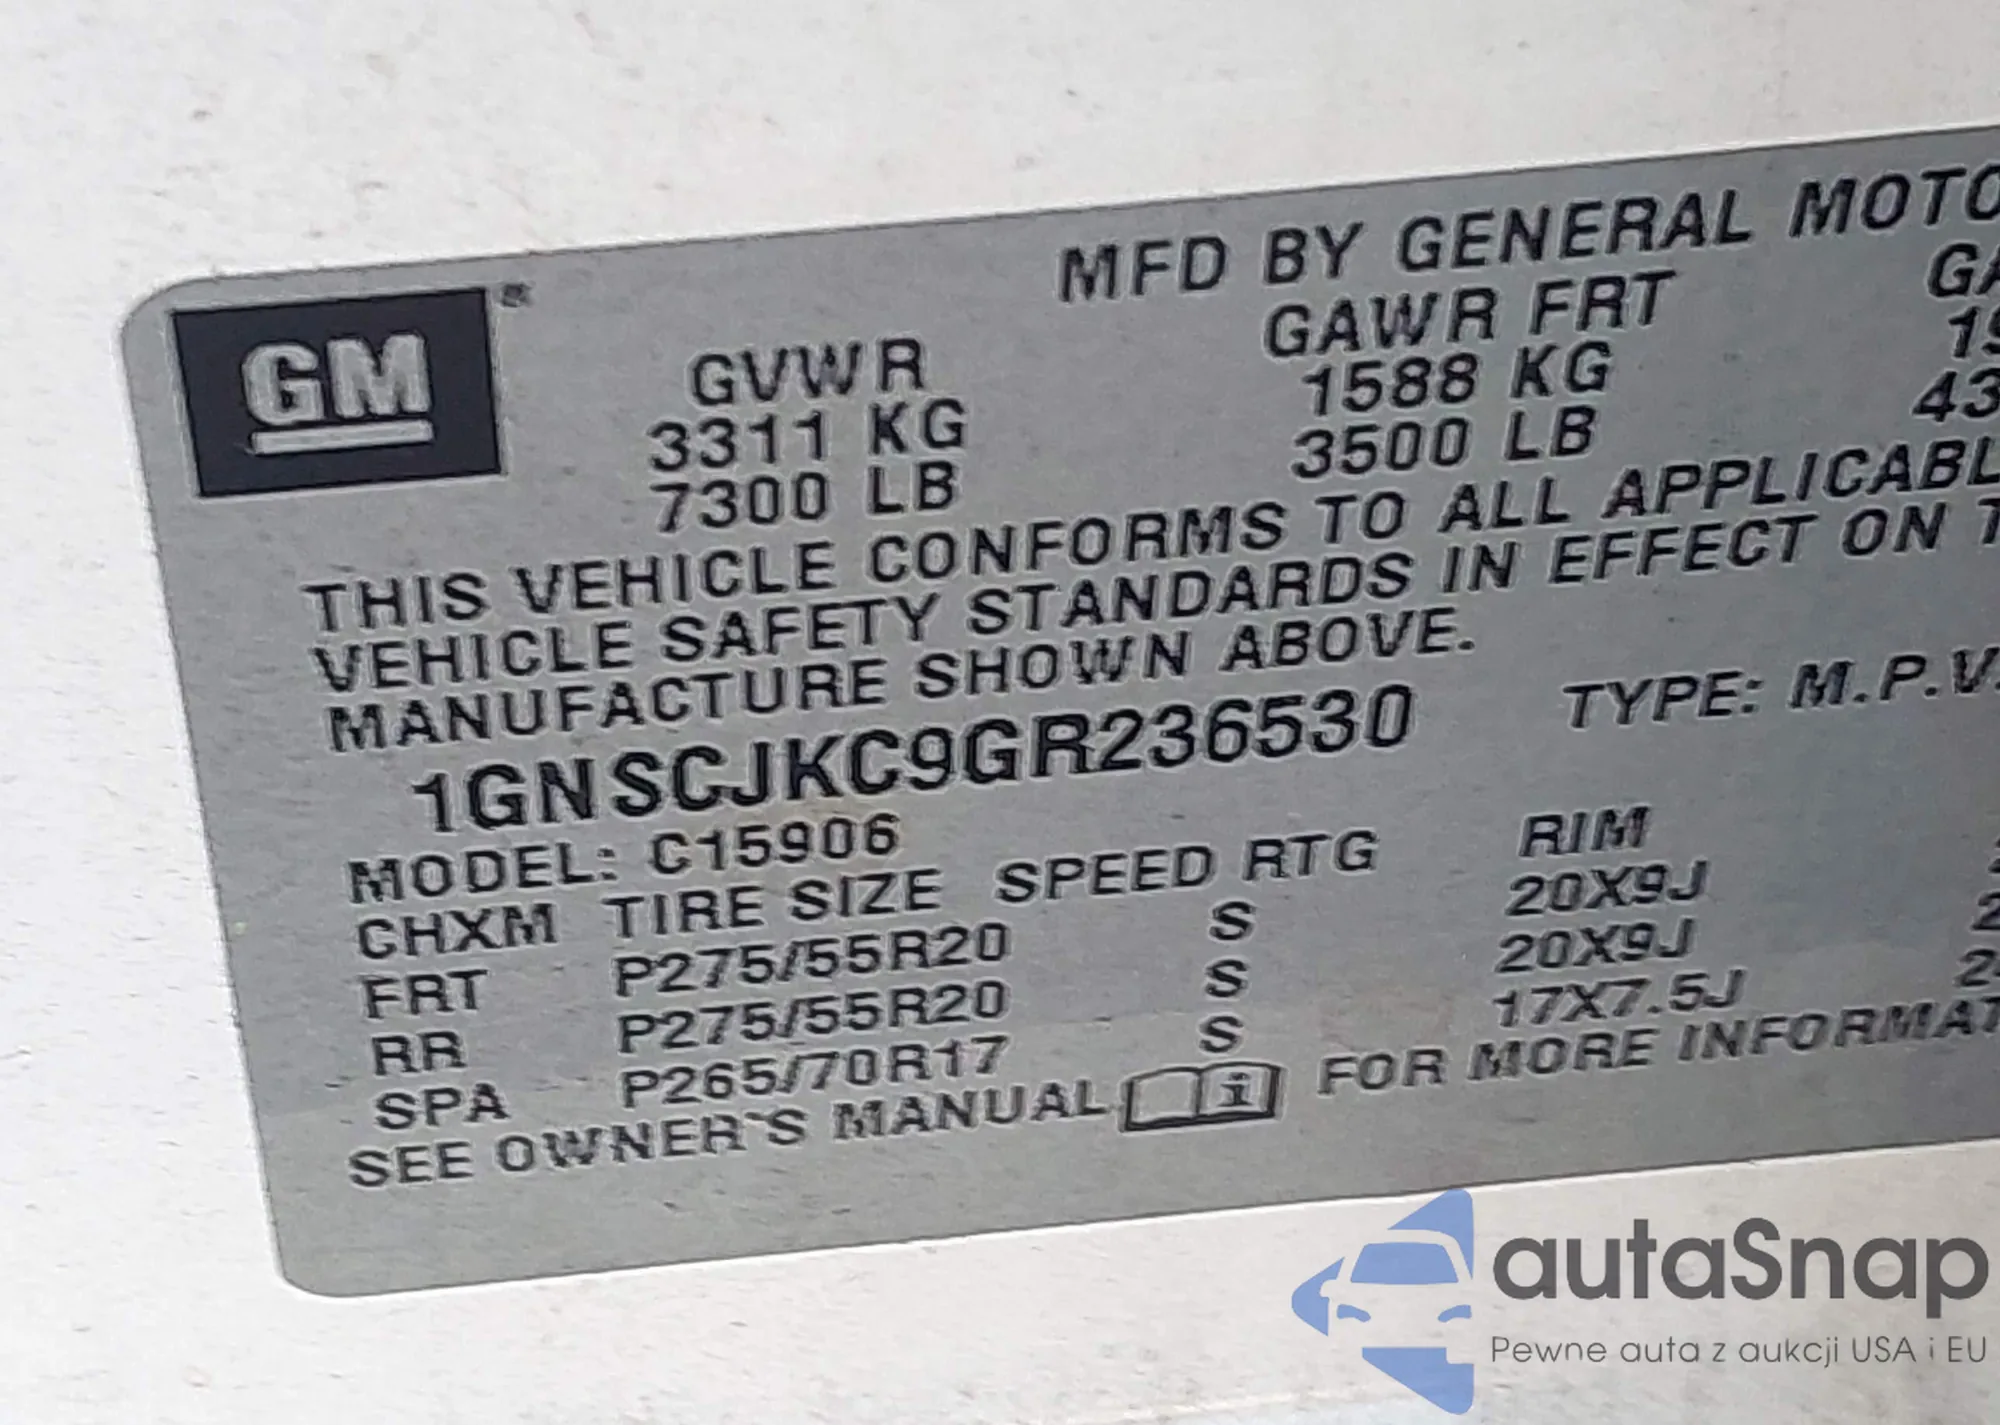 GM
MFD BY GENERAL MOTO
GVWR GAWR FRT GA
3311 KG 1588 KG 19
7300 LB 3500 LB 43
THIS VEHICLE CONFORMS TO ALL APPLICABL
VEHICLE SAFETY STANDARDS IN EFFECT ON T
MANUFACTURE SHOWN ABOVE.
1GNSCJKC9GR236530 TYPE: M.P.V.
MODEL: C15906
CHXM TIRE SIZE SPEED RTG RIM
FRT P275/55R20 S 20X9J
RR P275/55R20 S 20X9J
SPA P265/70R17 S 17X7.5J
SEE OWNER'S MANUAL i FOR MORE INFORMAT
autaSnap
Pewne auta z aukcji USA i EU